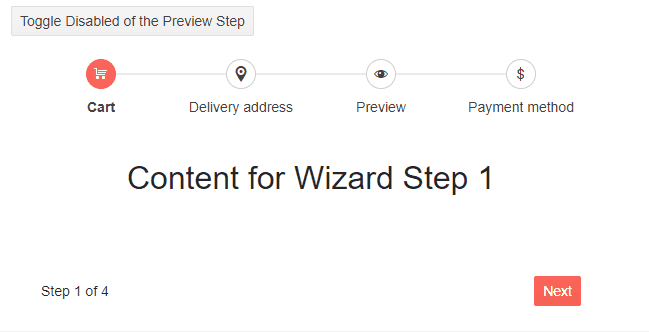 Toggle Disabled of the Preview Step
$
Cart Delivery address Preview Payment method
Content for Wizard Step 1
Step 1 of 4 Next